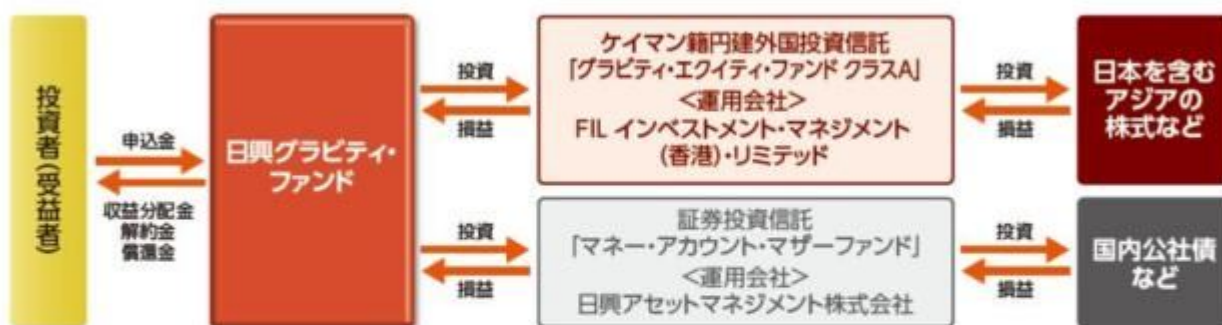 投資者(受益者)
申込金
収益分配金
解約金
償還金
日興グラビティ・
ファンド
投資
損益
ケイマン籍円建外国投資信託
「グラビティ・エクイティ・ファンド クラスA」
<運用会社>
FIL インベストメント・マネジメント
(香港)・リミテッド
投資
損益
日本を含む
アジアの
株式など
投資
損益
証券投資信託
「マネー・アカウント・マザーファンド」
<運用会社>
日興アセットマネジメント株式会社
投資
損益
国内公社債
など